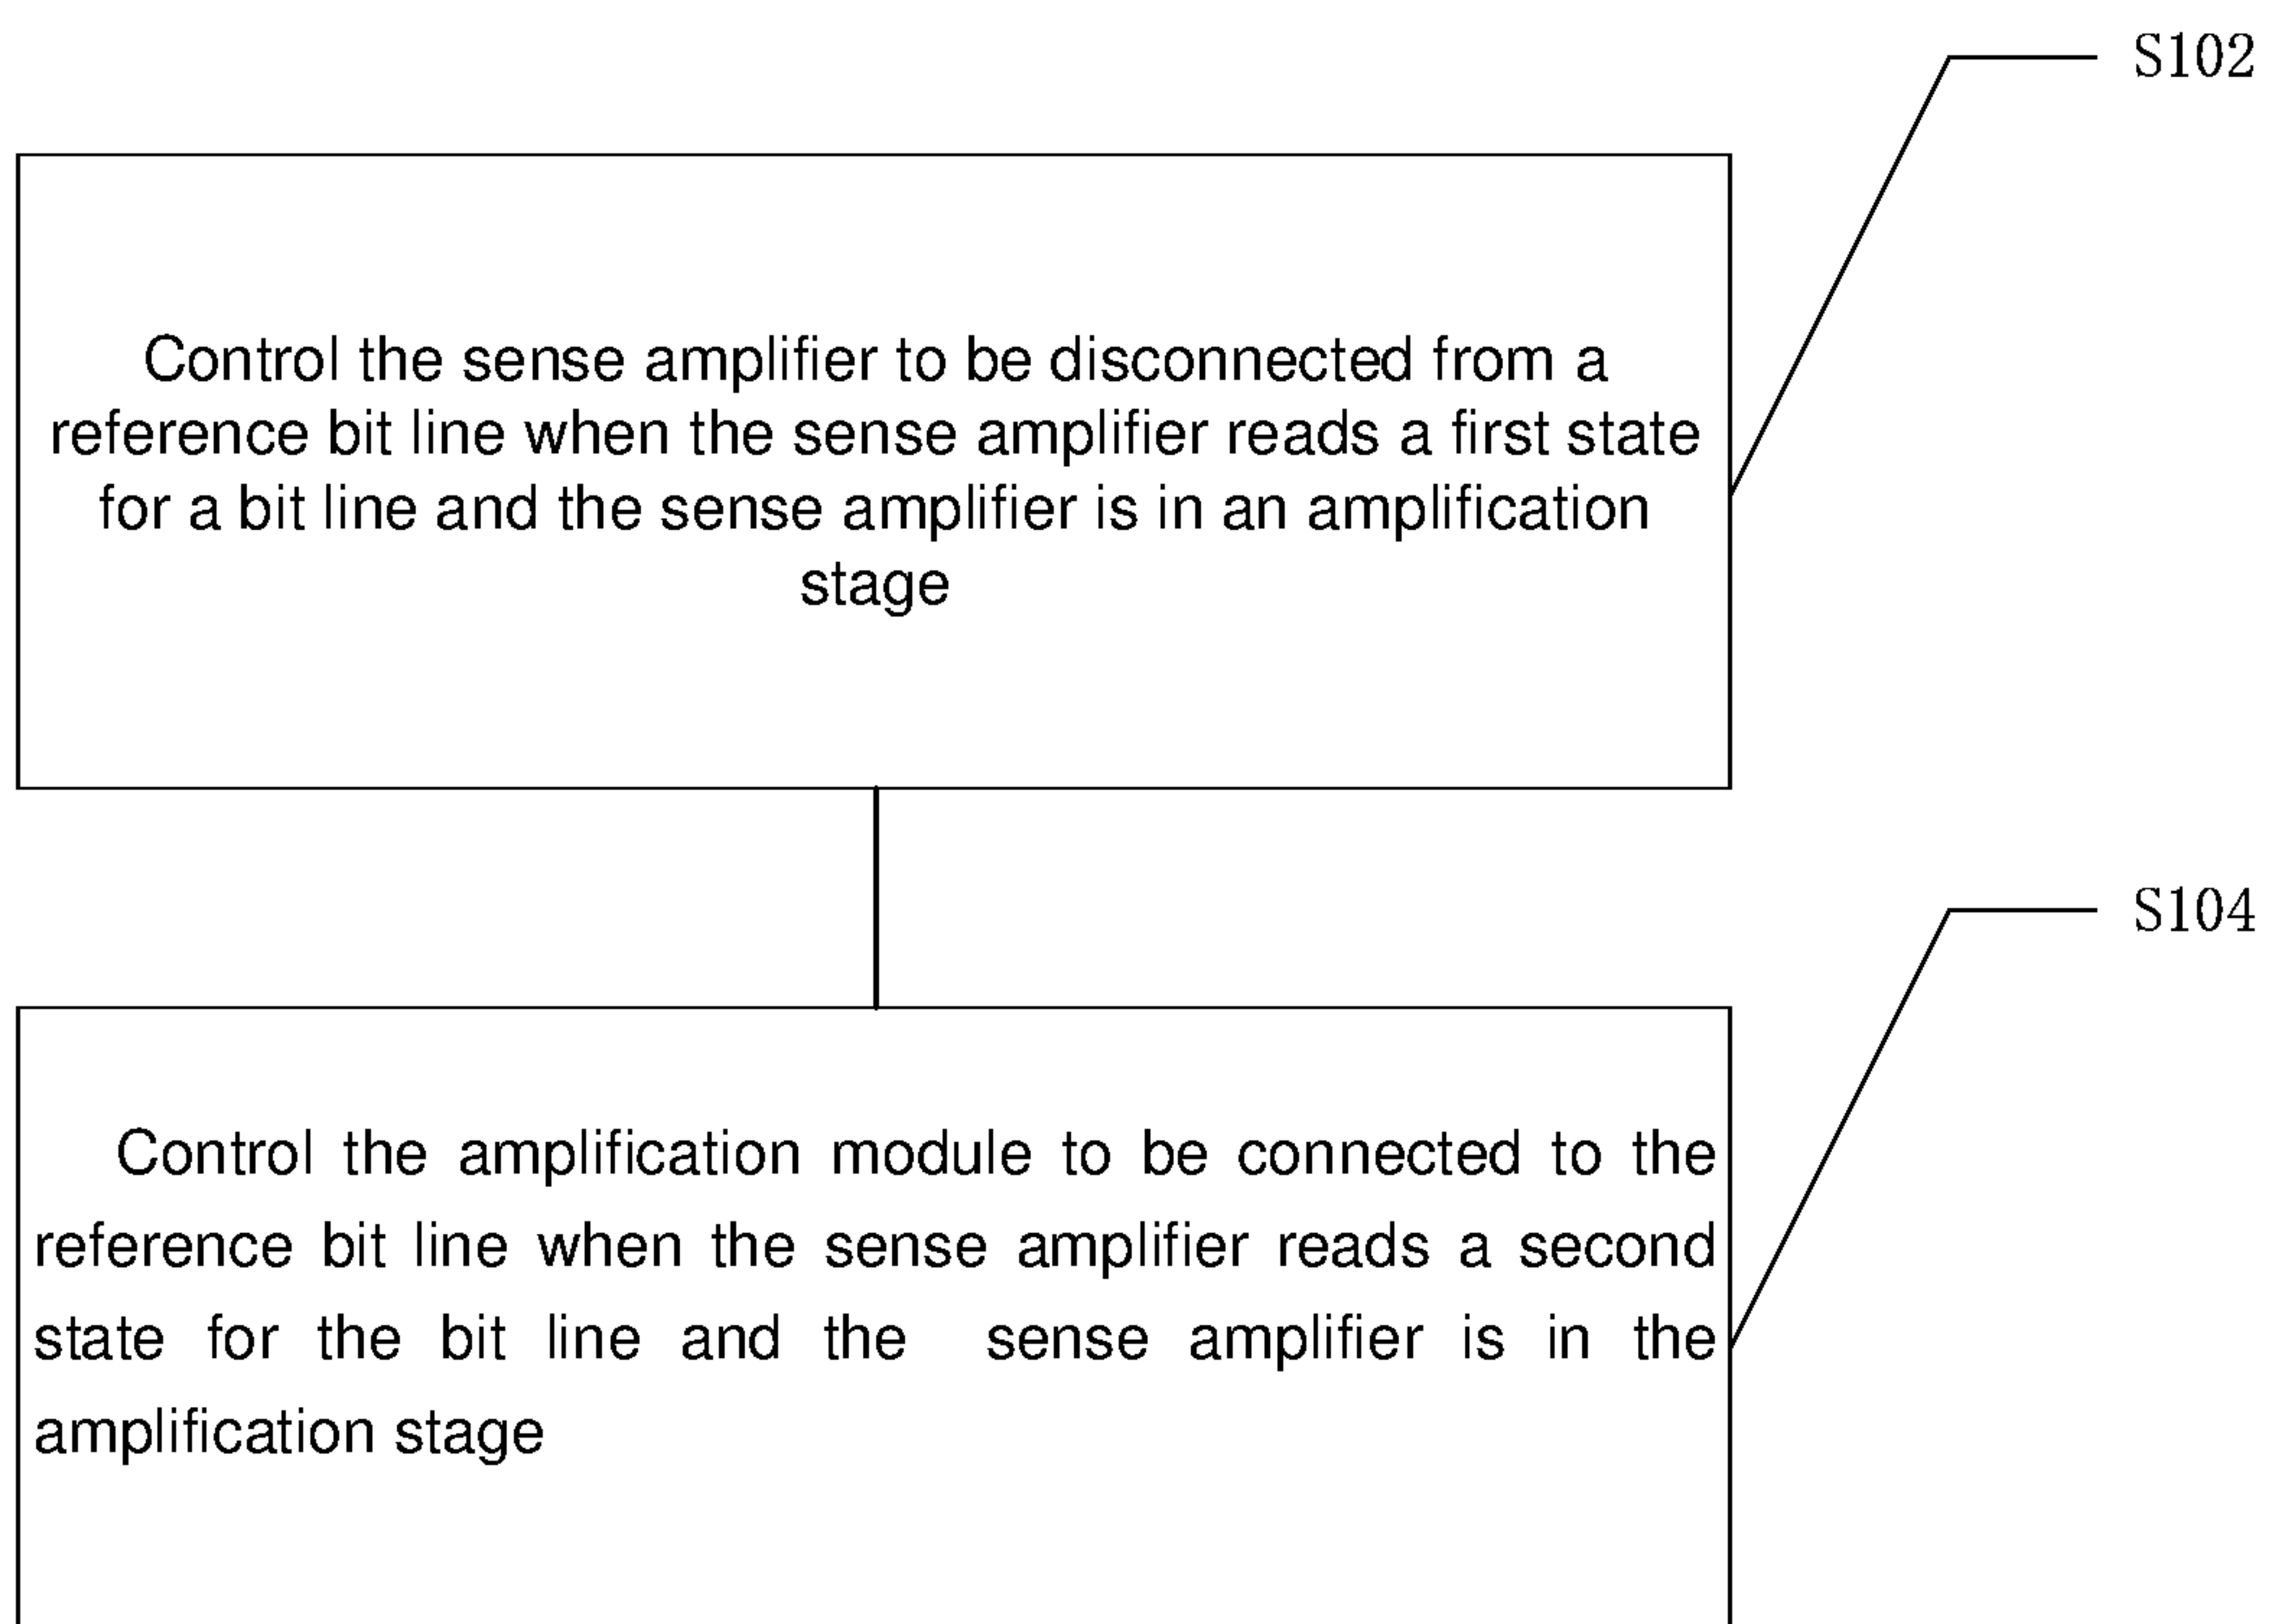 S102
Control the sense amplifier to be disconnected from a
reference bit line when the sense amplifier reads a first state
for a bit line and the sense amplifier is in an amplification
stage
S104
Control the amplification module to be connected to the
reference bit line when the sense amplifier reads a second
state for the bit line and the sense amplifier is in the
amplification stage